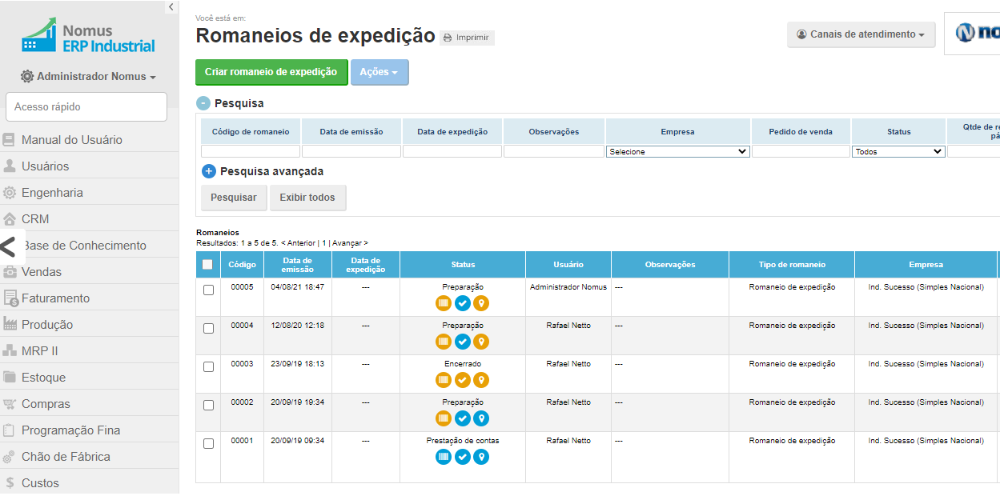 Nomus
ERP Industrial
Administrador Nomus
Acesso rápido
Manual do Usuário
Usuários
Engenharia
CRM
Base de Conhecimento
Vendas
Faturamento
Produção
MRP II
Estoque
Compras
Programação Fina
Chão de Fábrica
Custos
Você está em:
Romaneios de expedição Imprimir
Canais de atendimento
Criar romaneio de expedição Ações
- Pesquisa
Código de romaneio Data de emissão Data de expedição Observações Empresa Pedido de venda Status Qtde de
Selecione Todos
+ Pesquisa avançada
Pesquisar Exibir todos
Romaneios
Resultados: 1 a 5 de 5. < Anterior | 1 | Avançar >
Código Data de emissão Data de expedição Status Usuário Observações Tipo de romaneio Empresa
00005 04/08/21 18:47 --- Preparação Administrador Nomus --- Romaneio de expedição Ind. Sucesso (Simples Nacional)
00004 12/08/20 12:18 --- Preparação Rafael Netto --- Romaneio de expedição Ind. Sucesso (Simples Nacional)
00003 23/09/19 18:13 --- Encerrado Rafael Netto --- Romaneio de expedição Ind. Sucesso (Simples Nacional)
00002 20/09/19 19:34 --- Preparação Rafael Netto --- Romaneio de expedição Ind. Sucesso (Simples Nacional)
00001 20/09/19 09:34 --- Prestação de contas Rafael Netto --- Romaneio de expedição Ind. Sucesso (Simples Nacional)